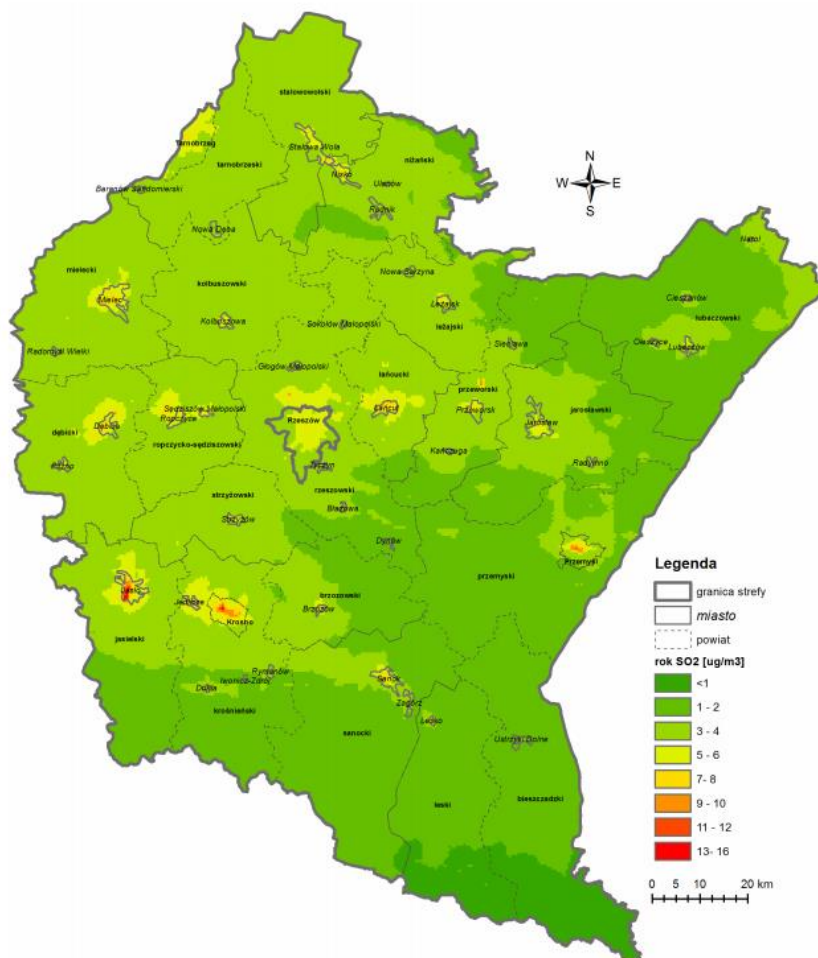 stalowowolski
Tarnobrzeg
Stalowa Wola
tarnobrzeski
Nisko
niżański
Ulanów
Baranów Sandomierski
Rudnik
N
W E
S
Nowa Dęba
Narol
mielecki
kolbuszowski
Nowa Sarzyna
Mielec
Leżajsk
Cieszanów
lubaczowski
Kolbuszowa
Sokołów Małopolski
leżajski
Oleszyce
Lubaczów
Radomyśl Wielki
Sieniawa
Głogów Małopolski
łańcucki
przeworski
Sędziszów Małopolski
Ropczyce
Rzeszów
Łańcut
Przeworsk
jarosławski
Jarosław
dębicki
Dębica
ropczycko-sędziszowski
Kańczuga
Radymno
Pilzno
Tyczyn
rzeszowski
strzyżowski
Strzyżów
Błażowa
Dynów
Przemyśl
przemyski
Jasło
Jedlicze
Krosno
brzozowski
Brzozów
jasielski
Rymanów
Iwonicz-Zdrój
Dukla
krośnieński
Sanok
Zagórz
Lesko
sanocki
Ustrzyki Dolne
leski
bieszczadzki
Legenda
granica strefy
miasto
powiat
rok SO2 [ug/m3]
<1
1 - 2
3 - 4
5 - 6
7 - 8
9 - 10
11 - 12
13- 16
0 5 10 20 km